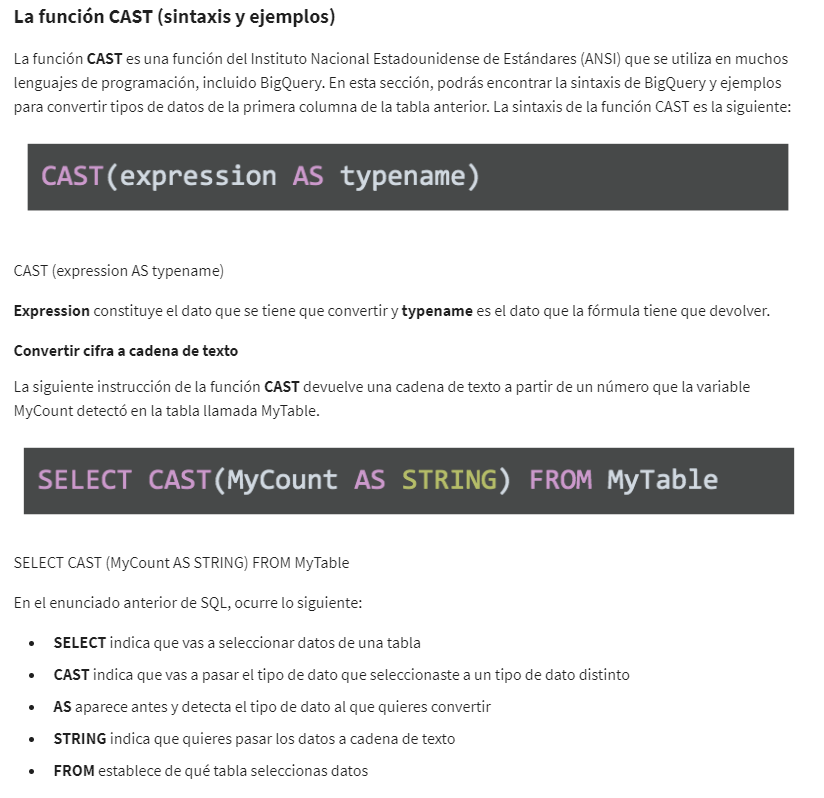 La función CAST (sintaxis y ejemplos)
La función CAST es una función del Instituto Nacional Estadounidense de Estándares (ANSI) que se utiliza en muchos
lenguajes de programación, incluido BigQuery. En esta sección, podrás encontrar la sintaxis de BigQuery y ejemplos
para convertir tipos de datos de la primera columna de la tabla anterior. La sintaxis de la función CAST es la siguiente:
CAST(expression AS typename)
CAST (expression AS typename)
Expression constituye el dato que se tiene que convertir y typename es el dato que la fórmula tiene que devolver.
Convertir cifra a cadena de texto
La siguiente instrucción de la función CAST devuelve una cadena de texto a partir de un número que la variable
MyCount detectó en la tabla llamada MyTable.
SELECT CAST(MyCount AS STRING) FROM MyTable
SELECT CAST (MyCount AS STRING) FROM MyTable
En el enunciado anterior de SQL, ocurre lo siguiente:
• SELECT indica que vas a seleccionar datos de una tabla
• CAST indica que vas a pasar el tipo de dato que seleccionaste a un tipo de dato distinto
• AS aparece antes y detecta el tipo de dato al que quieres convertir
• STRING indica que quieres pasar los datos a cadena de texto
• FROM establece de qué tabla seleccionas datos